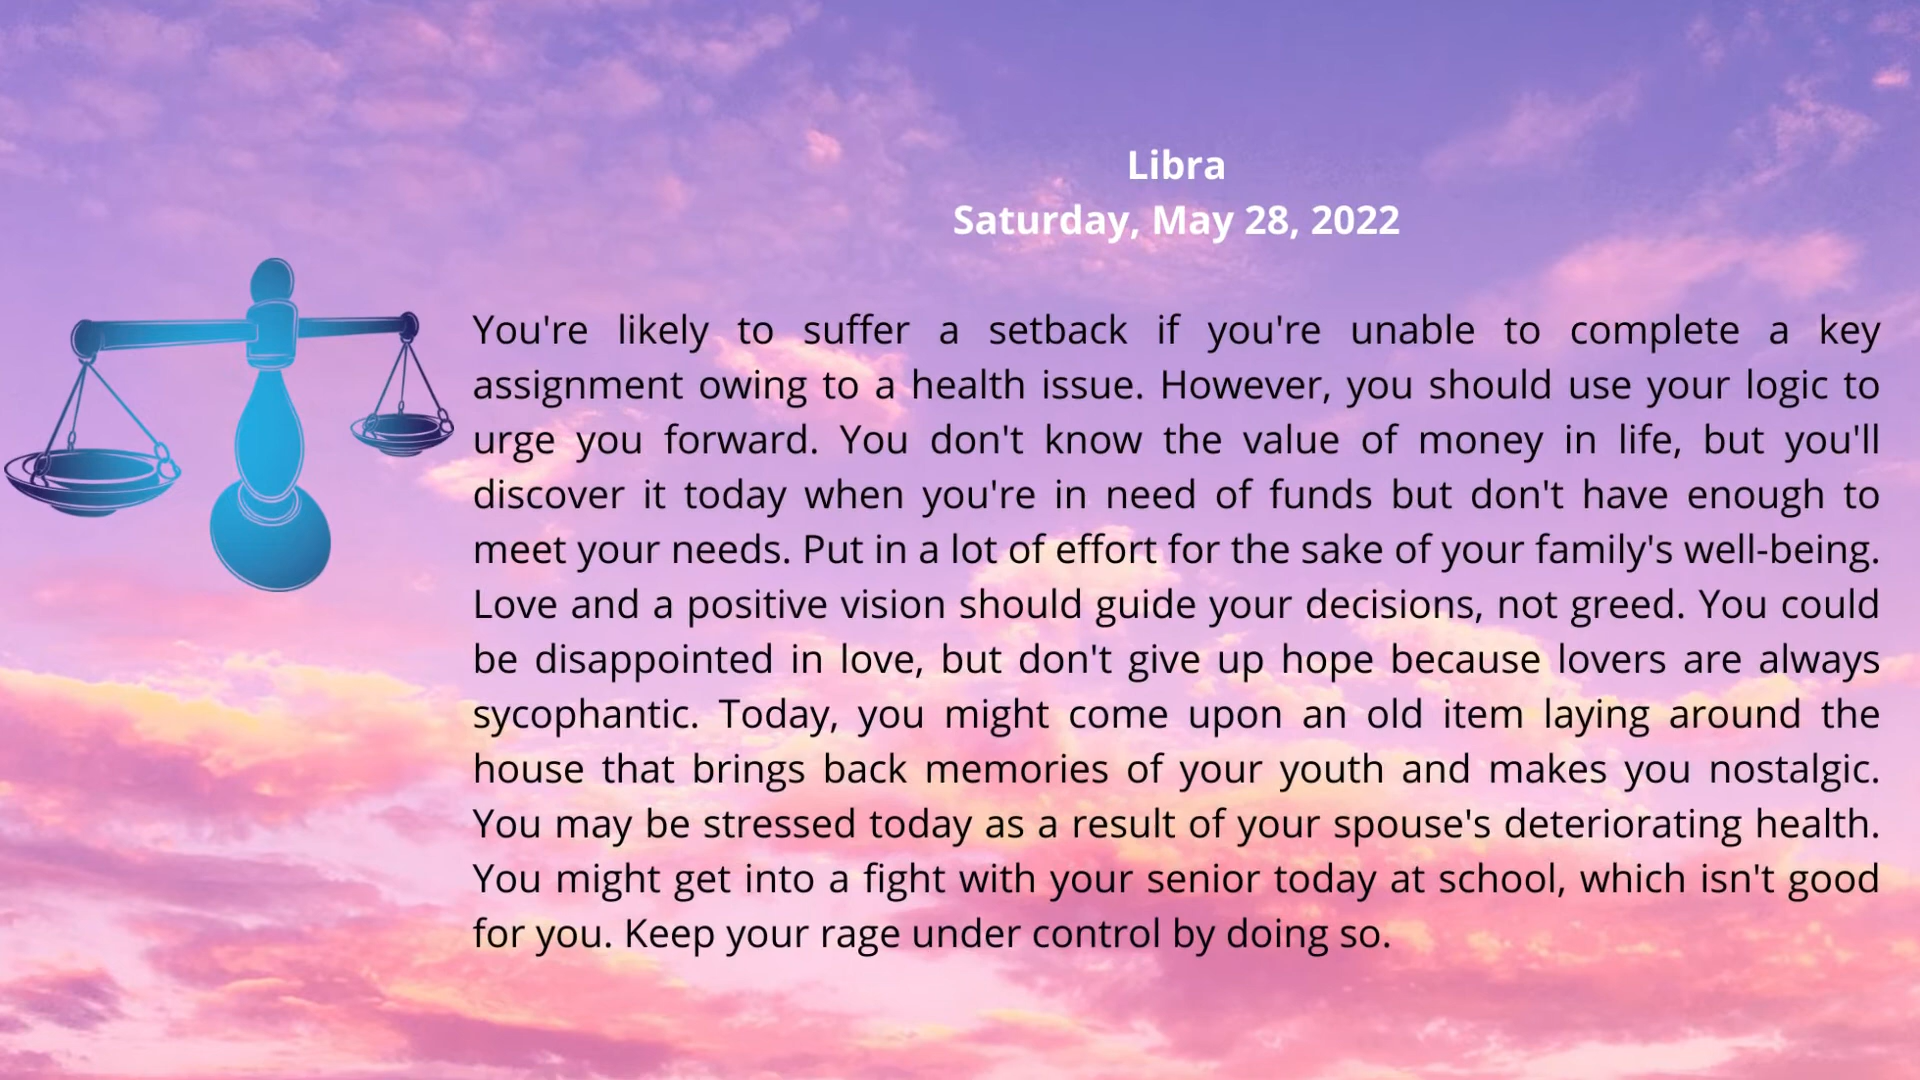 Libra
Saturday, May 28, 2022
You're likely to suffer a setback if you're unable to complete a key
assignment owing to a health issue. However, you should use your logic to
urge you forward. You don't know the value of money in life, but you'll
discover it today when you're in need of funds but don't have enough to
meet your needs. Put in a lot of effort for the sake of your family's well-being.
Love and a positive vision should guide your decisions, not greed. You could
be disappointed in love, but don't give up hope because lovers are always
sycophantic. Today, you might come upon an old item laying around the
house that brings back memories of your youth and makes you nostalgic.
You may be stressed today as a result of your spouse's deteriorating health.
You might get into a fight with your senior today at school, which isn't good
for you. Keep your rage under control by doing so.